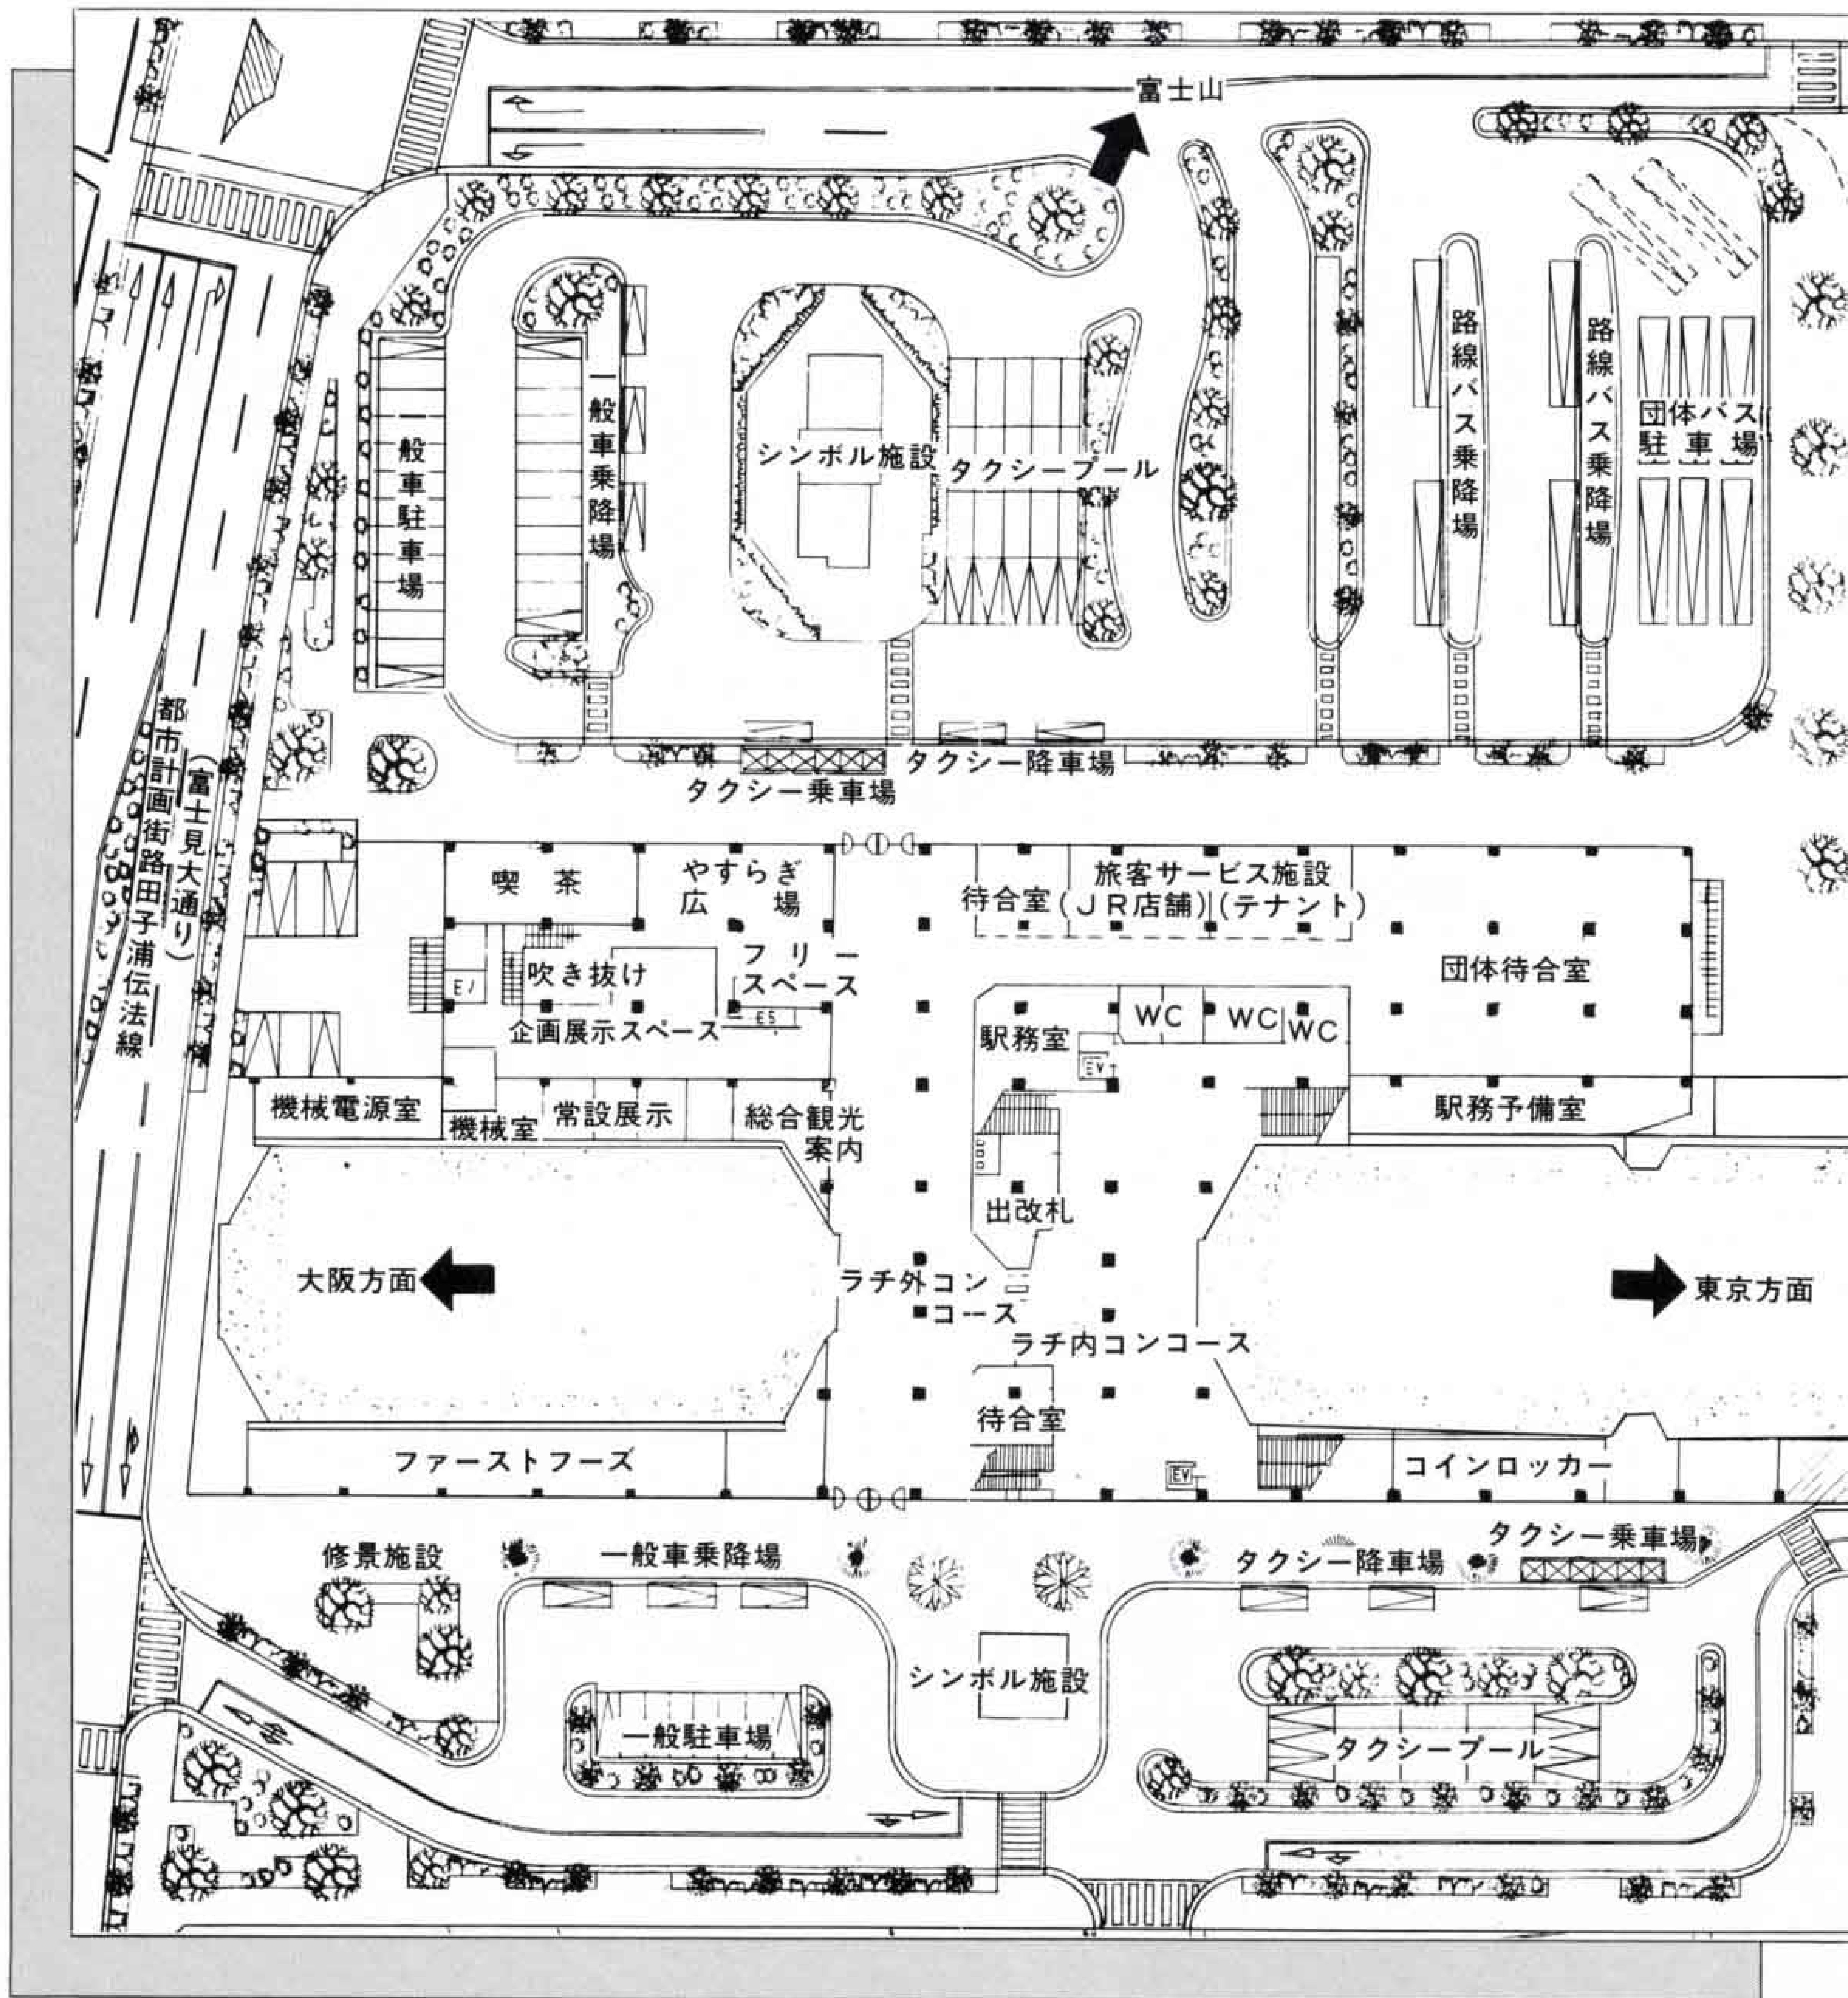 富士山
一般車駐車場
一般車乗降場
シンボル施設
タクシープール
路線バス乗降場
路線バス乗降場
団体バス
駐車場
都市計画街路田子浦伝法線
(富士見大通り)
タクシー降車場
タクシー乗車場
喫茶
やすらぎ
広場
待合室
旅客サービス施設
(JR店舗)
(テナント)
吹き抜け
フリー
スペース
企画展示スペース
団体待合室
駅務室
WC
WC
WC
EV
機械電源室
機械室
常設展示
総合観光
案内
駅務予備室
出改札
大阪方面
ラチ外コン
コース
東京方面
ラチ内コンコース
待合室
ファーストフーズ
EV
コインロッカー
修景施設
一般車乗降場
タクシー降車場
タクシー乗車場
シンボル施設
一般駐車場
タクシープール